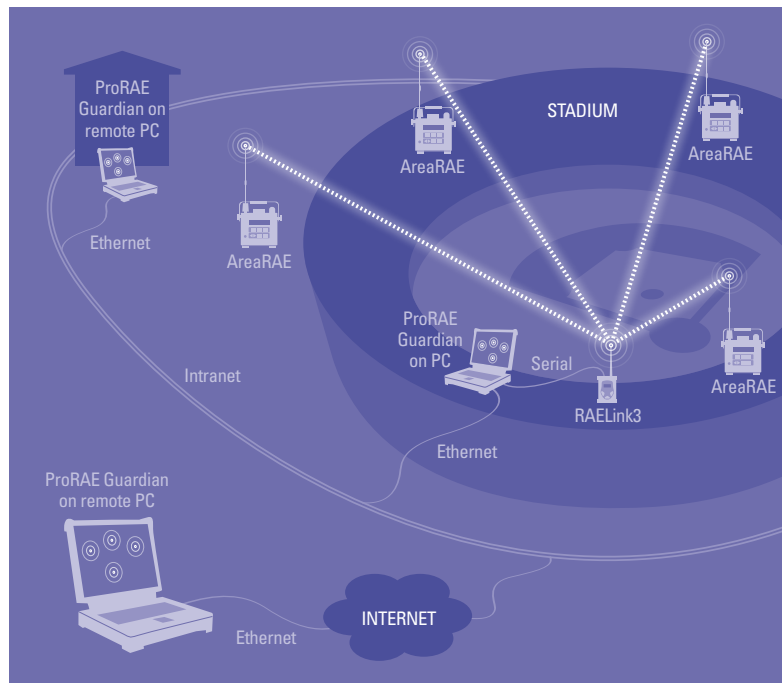 ProRAE
Guardian on
remote PC
Ethernet
AreaRAE
AreaRAE
STADIUM
AreaRAE
AreaRAE
ProRAE
Guardian
on PC
Serial
RAELink3
Intranet
Ethernet
ProRAE Guardian
on remote PC
Ethernet
INTERNET